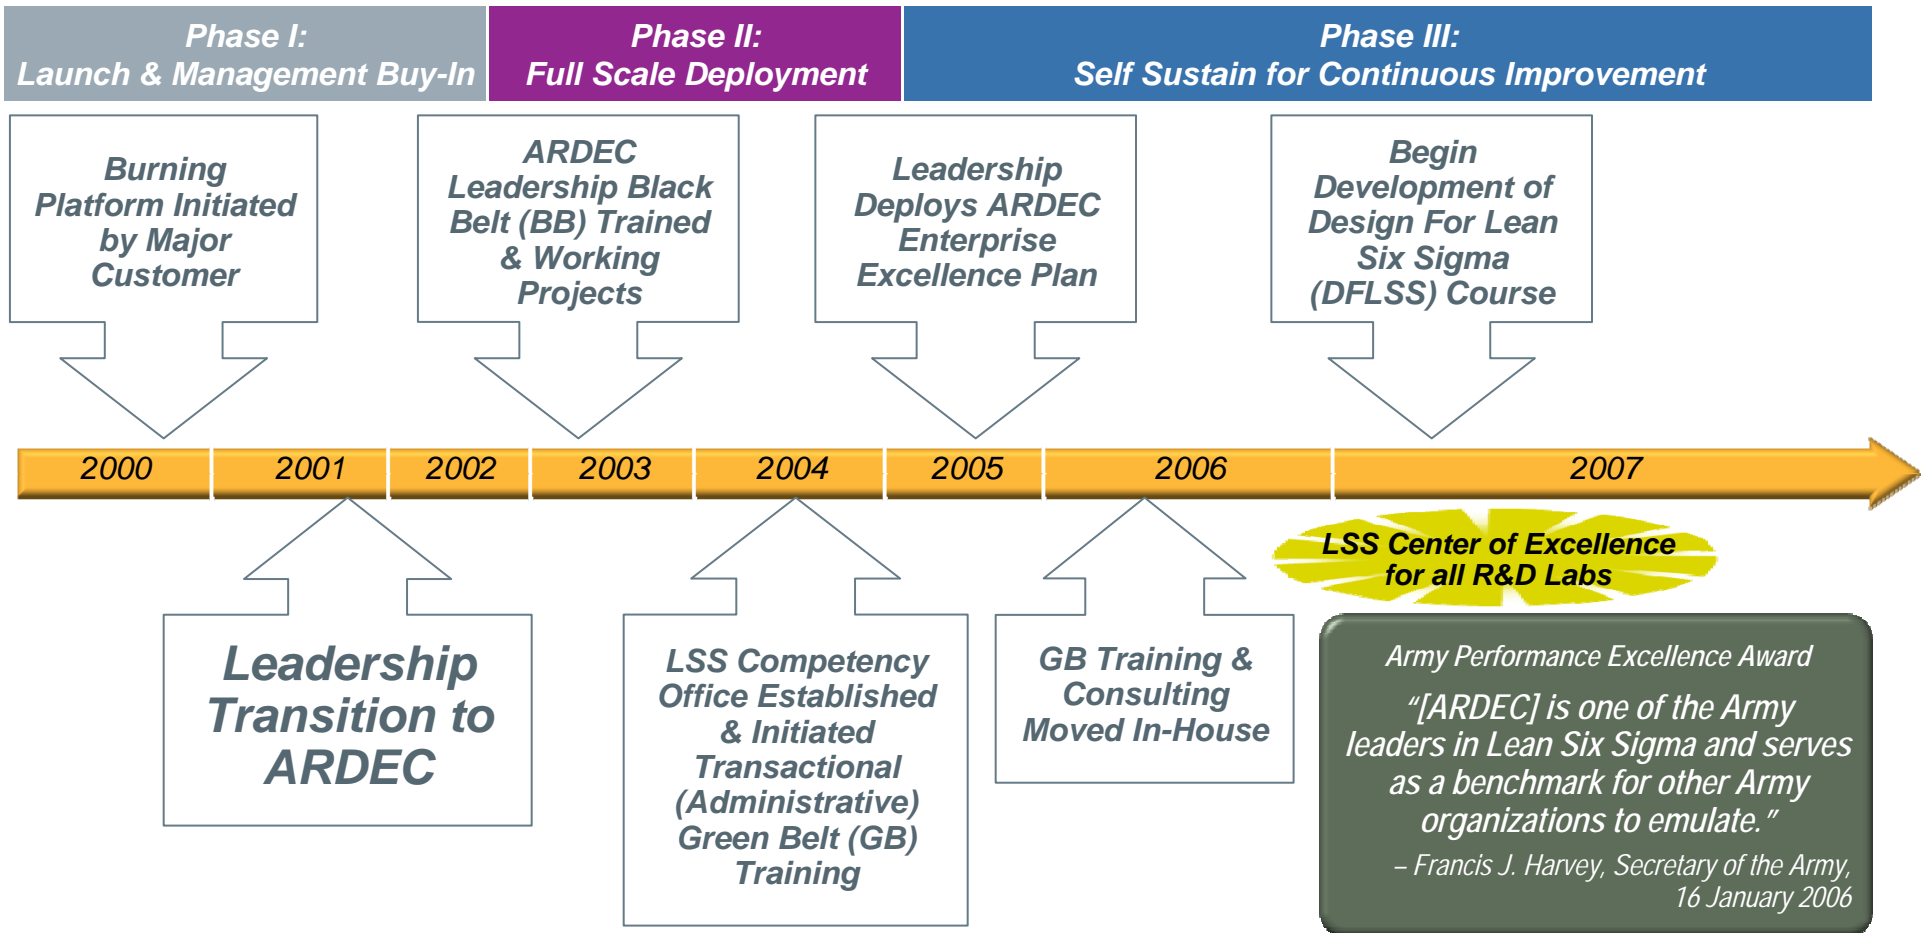 Phase I:
Launch & Management Buy-In
Phase II:
Full Scale Deployment
Phase III:
Self Sustain for Continuous Improvement
Burning
Platform Initiated
by Major
Customer
ARDEC
Leadership Black
Belt (BB) Trained
& Working
Projects
Leadership
Deploys ARDEC
Enterprise
Excellence Plan
Begin
Development of
Design For Lean
Six Sigma
(DFLSS) Course
2000
2001
2002
2003
2004
2005
2006
2007
Leadership
Transition to
ARDEC
LSS Competency
Office Established
& Initiated
Transactional
(Administrative)
Green Belt (GB)
Training
GB Training &
Consulting
Moved In-House
LSS Center of Excellence
for all R&D Labs
Army Performance Excellence Award
“[ARDEC] is one of the Army
leaders in Lean Six Sigma and serves
as a benchmark for other Army
organizations to emulate.”
– Francis J. Harvey, Secretary of the Army,
16 January 2006